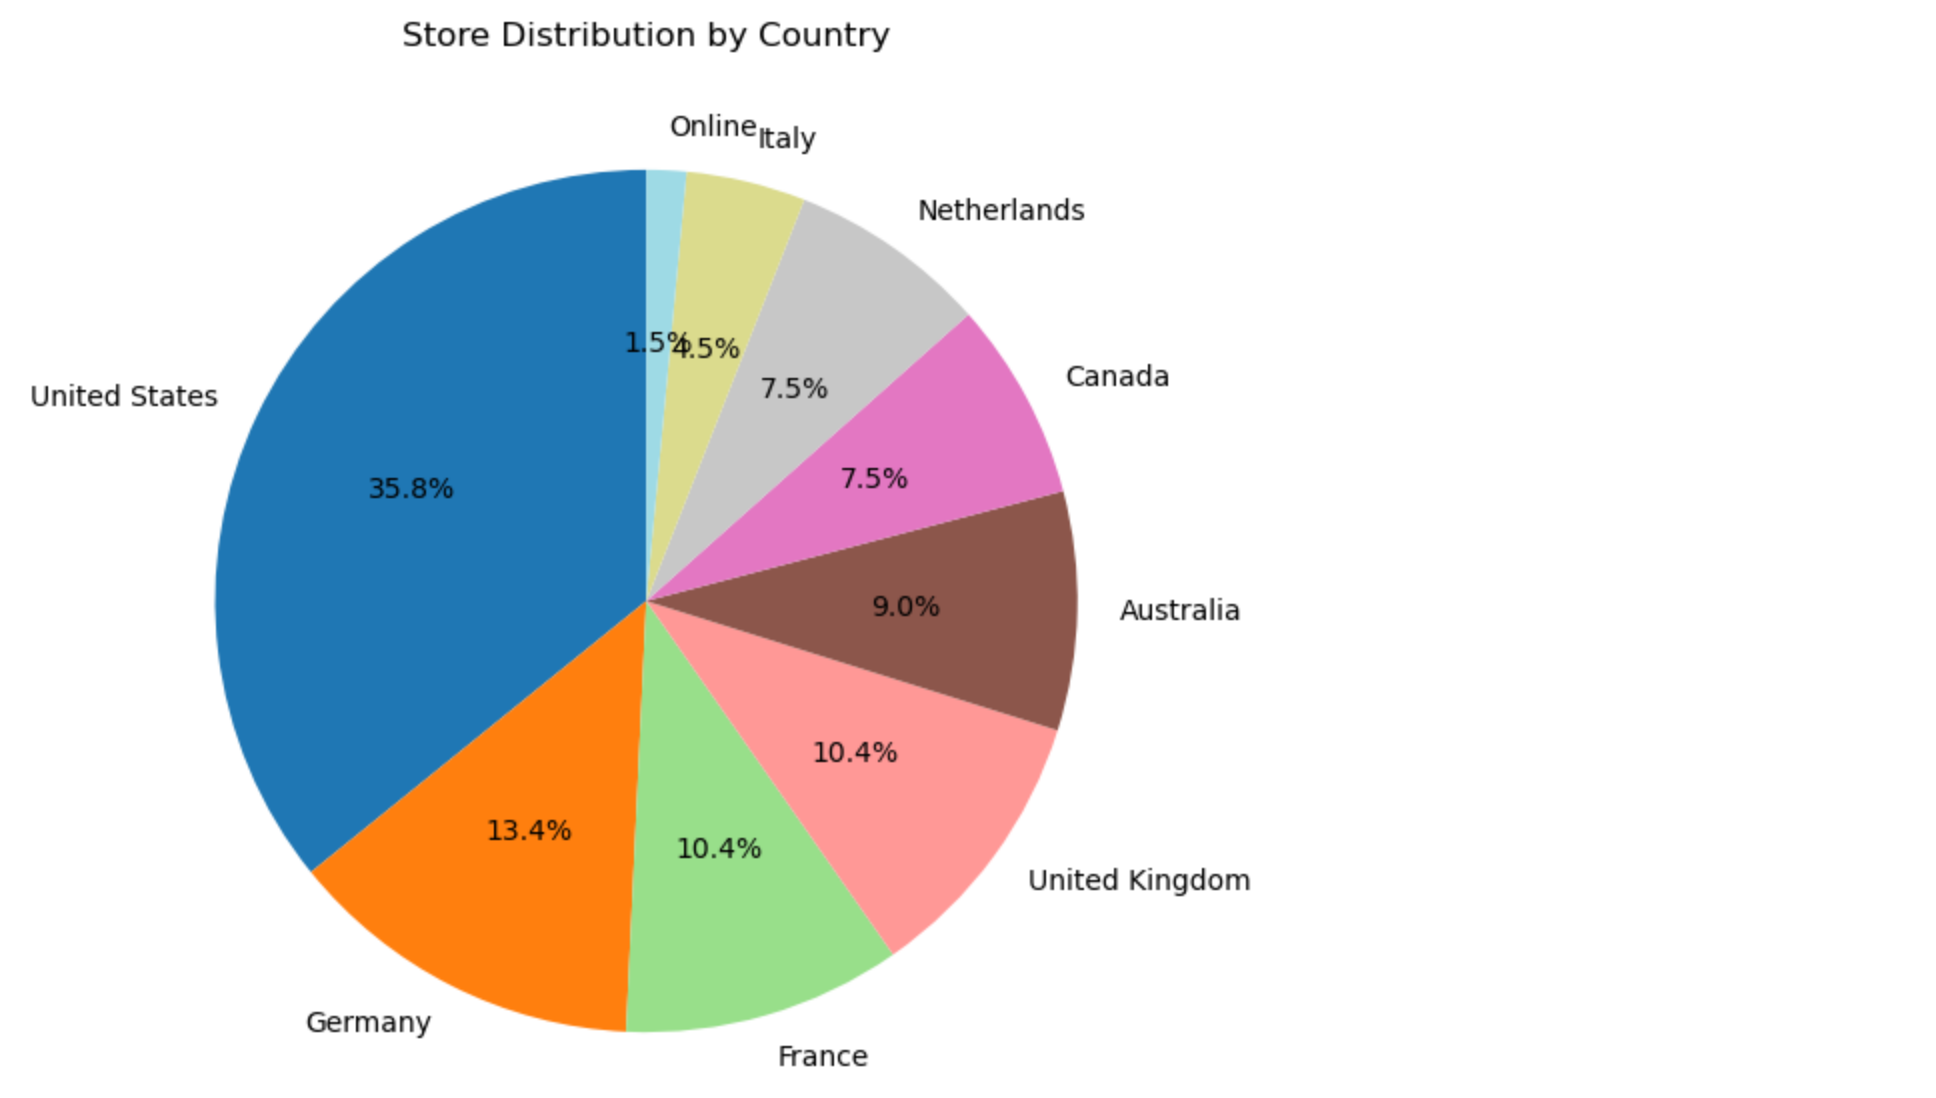 Store Distribution by Country
Online
Italy
Netherlands
1.5%
4.5%
Canada
7.5%
United States
7.5%
35.8%
9.0%
Australia
10.4%
13.4%
10.4%
United Kingdom
Germany
France